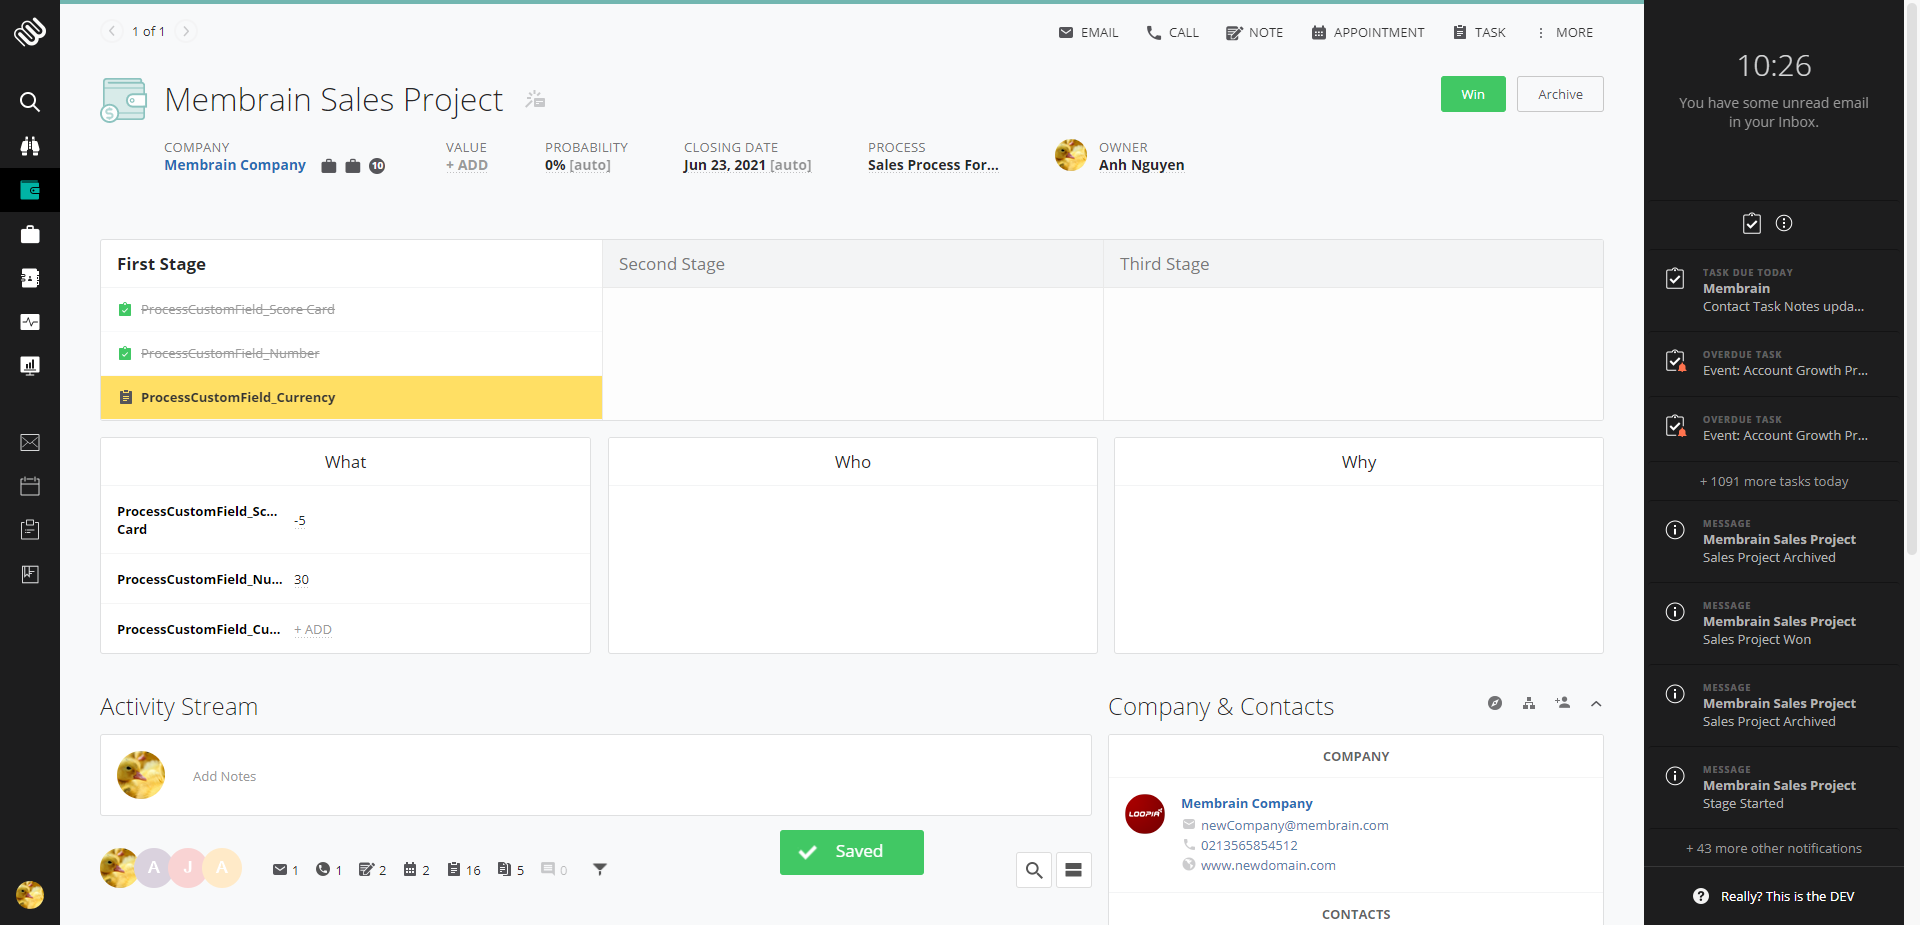 1 of 1
EMAIL
CALL
NOTE
APPOINTMENT
TASK
MORE
Membrain Sales Project
Win
Archive
COMPANY
Membrain Company
10
VALUE
+ ADD
PROBABILITY
0% [auto]
CLOSING DATE
Jun 23, 2021 [auto]
PROCESS
Sales Process For...
OWNER
Anh Nguyen
First Stage
Second Stage
Third Stage
ProcessCustomField_Score Card
ProcessCustomField_Number
ProcessCustomField_Currency
What
Who
Why
ProcessCustomField_Sc...
Card
-5
ProcessCustomField_Nu...
30
ProcessCustomField_Cu...
+ ADD
Activity Stream
Add Notes
A
J
A
1
1
2
2
16
5
0
Saved
Company & Contacts
COMPANY
LOOPIA
Membrain Company
newCompany@membrain.com
0213565854512
www.newdomain.com
CONTACTS
10:26
You have some unread email
in your Inbox.
TASK DUE TODAY
Membrain
Contact Task Notes upda...
OVERDUE TASK
Event: Account Growth Pr...
OVERDUE TASK
Event: Account Growth Pr...
+ 1091 more tasks today
MESSAGE
Membrain Sales Project
Sales Project Archived
MESSAGE
Membrain Sales Project
Sales Project Won
MESSAGE
Membrain Sales Project
Sales Project Archived
MESSAGE
Membrain Sales Project
Stage Started
+ 43 more other notifications
Really? This is the DEV